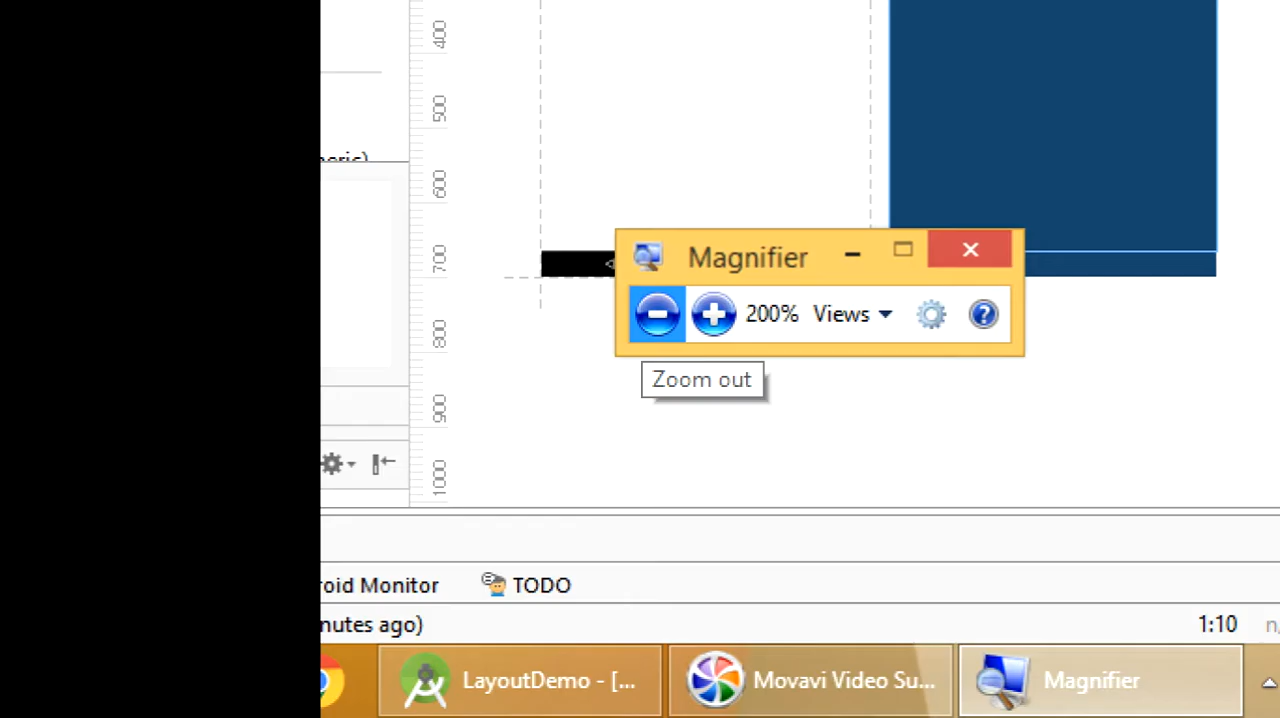 400
500
eric)
600
700
Magnifier
200% Views
800
Zoom out
900
1000
roid Monitor TODO
nutes ago) 1:10 n
LayoutDemo - [... Movavi Video Su... Magnifier